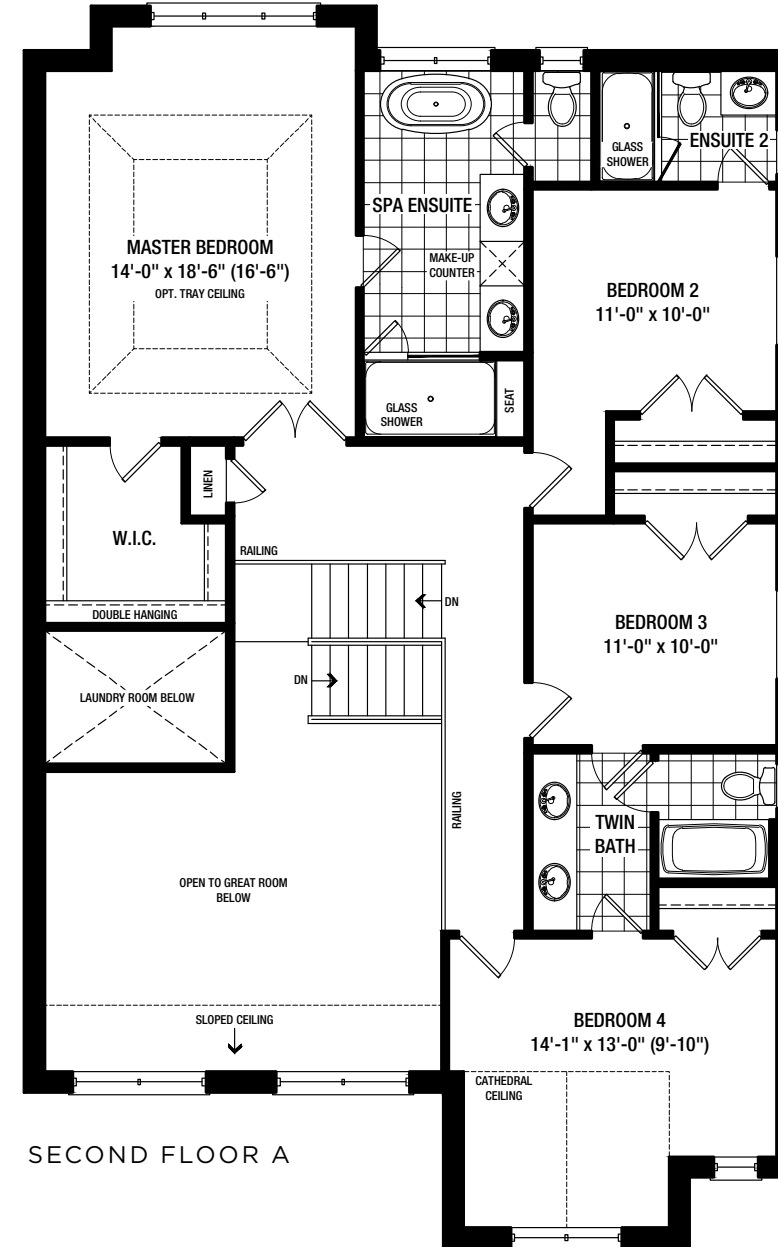 GLASS
SHOWER
ENSUITE 2
SPA ENSUITE
MASTER BEDROOM
14'-0" x 18'-6" (16'-6")
OPT. TRAY CEILING
MAKE-UP
COUNTER
BEDROOM 2
11'-0" x 10'-0"
GLASS
SHOWER
SEAT
LINEN
W.I.C.
RAILING
DN
DOUBLE HANGING
BEDROOM 3
11'-0" x 10'-0"
DN
LAUNDRY ROOM BELOW
RAILING
TWIN
BATH
OPEN TO GREAT ROOM
BELOW
SLOPED CEILING
BEDROOM 4
14'-1" x 13'-0" (9'-10")
CATHEDRAL
CEILING
SECOND FLOOR A